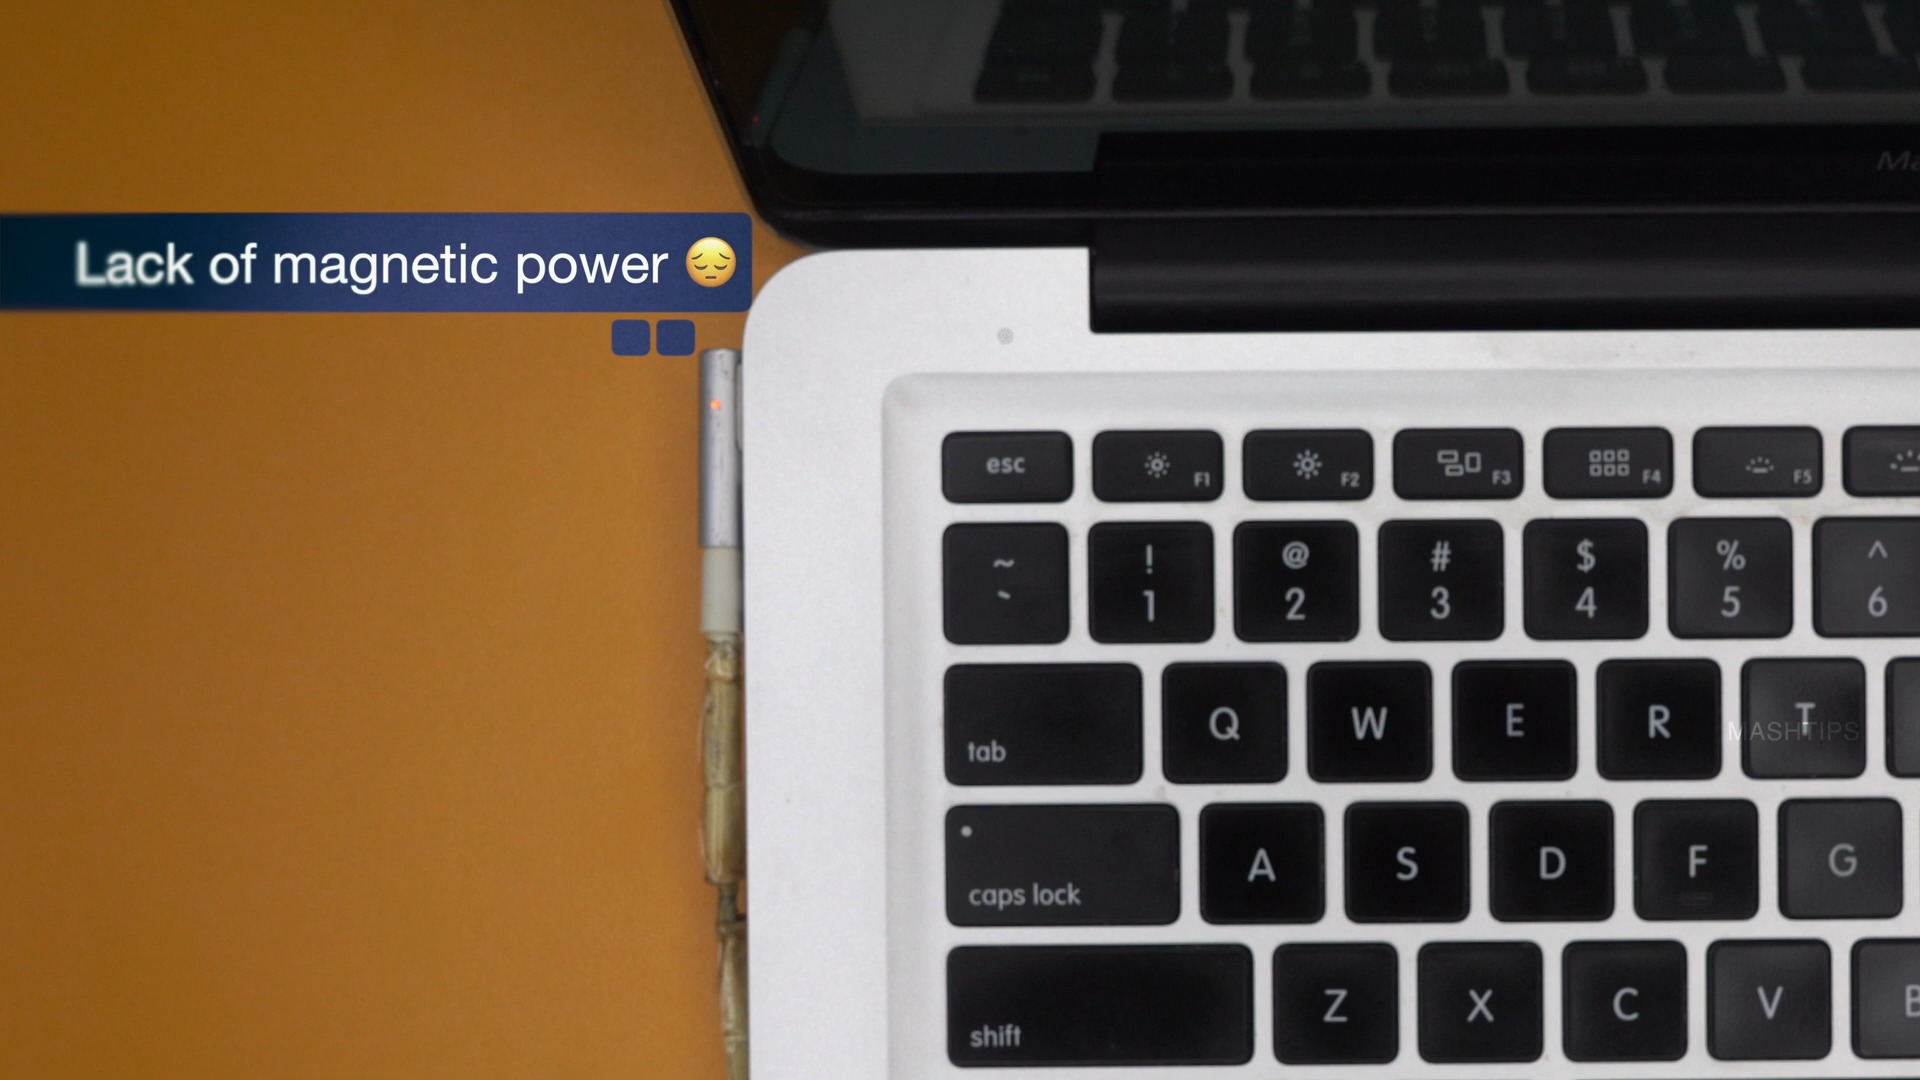 Ma
Lack of magnetic power 😔
esc F1 F2 F3 F4 F5
~ ! @ # $ % ^
` 1 2 3 4 5 6
Q W E R T
tab
MASHTIPS
A S D F G
caps lock
Z X C V B
shift